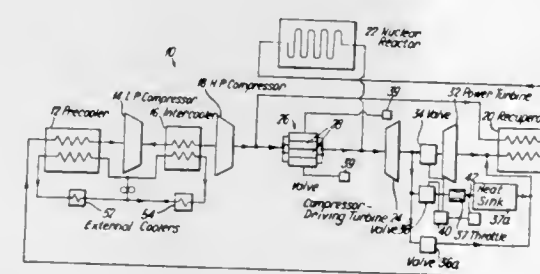 22 Nuclear
Reactor
10
12 Precooler
14 L P Compressor
16 Intercooler
18 H P Compressor
26
28
39
39
Valve
32 Power Turbine
34 Valve
20 Recupera
42
Heat
Sink
37a
40
37 Throttle
Compressor -
Driving Turbine 24
Valve 36
Valve 36a
52
54
External Coolers